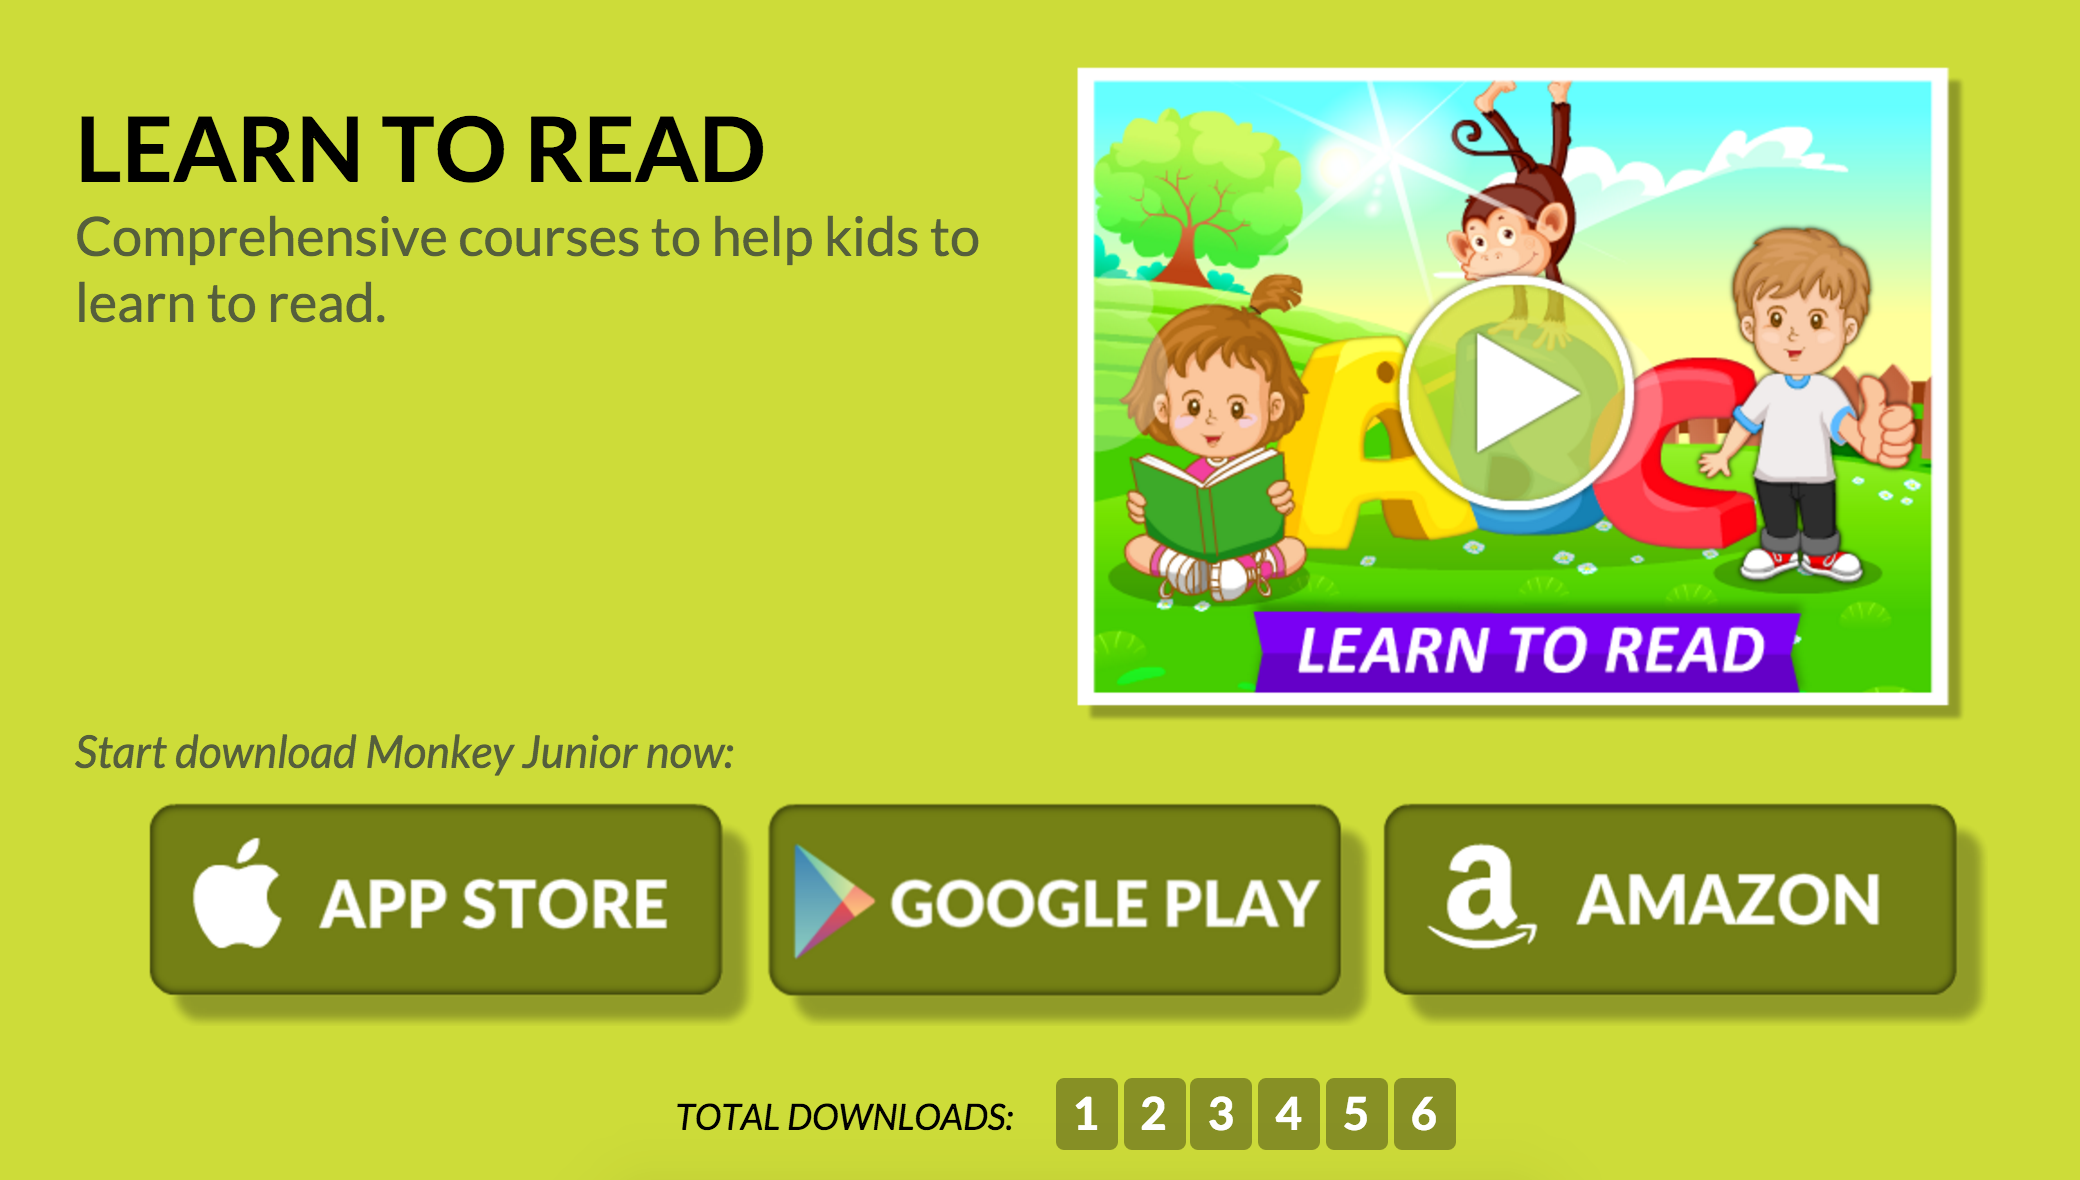 LEARN TO READ
Comprehensive courses to help kids to
learn to read.
ABC
LEARN TO READ
Start download Monkey Junior now:
APP STORE
GOOGLE PLAY
a AMAZON
TOTAL DOWNLOADS: 1 2 3 4 5 6